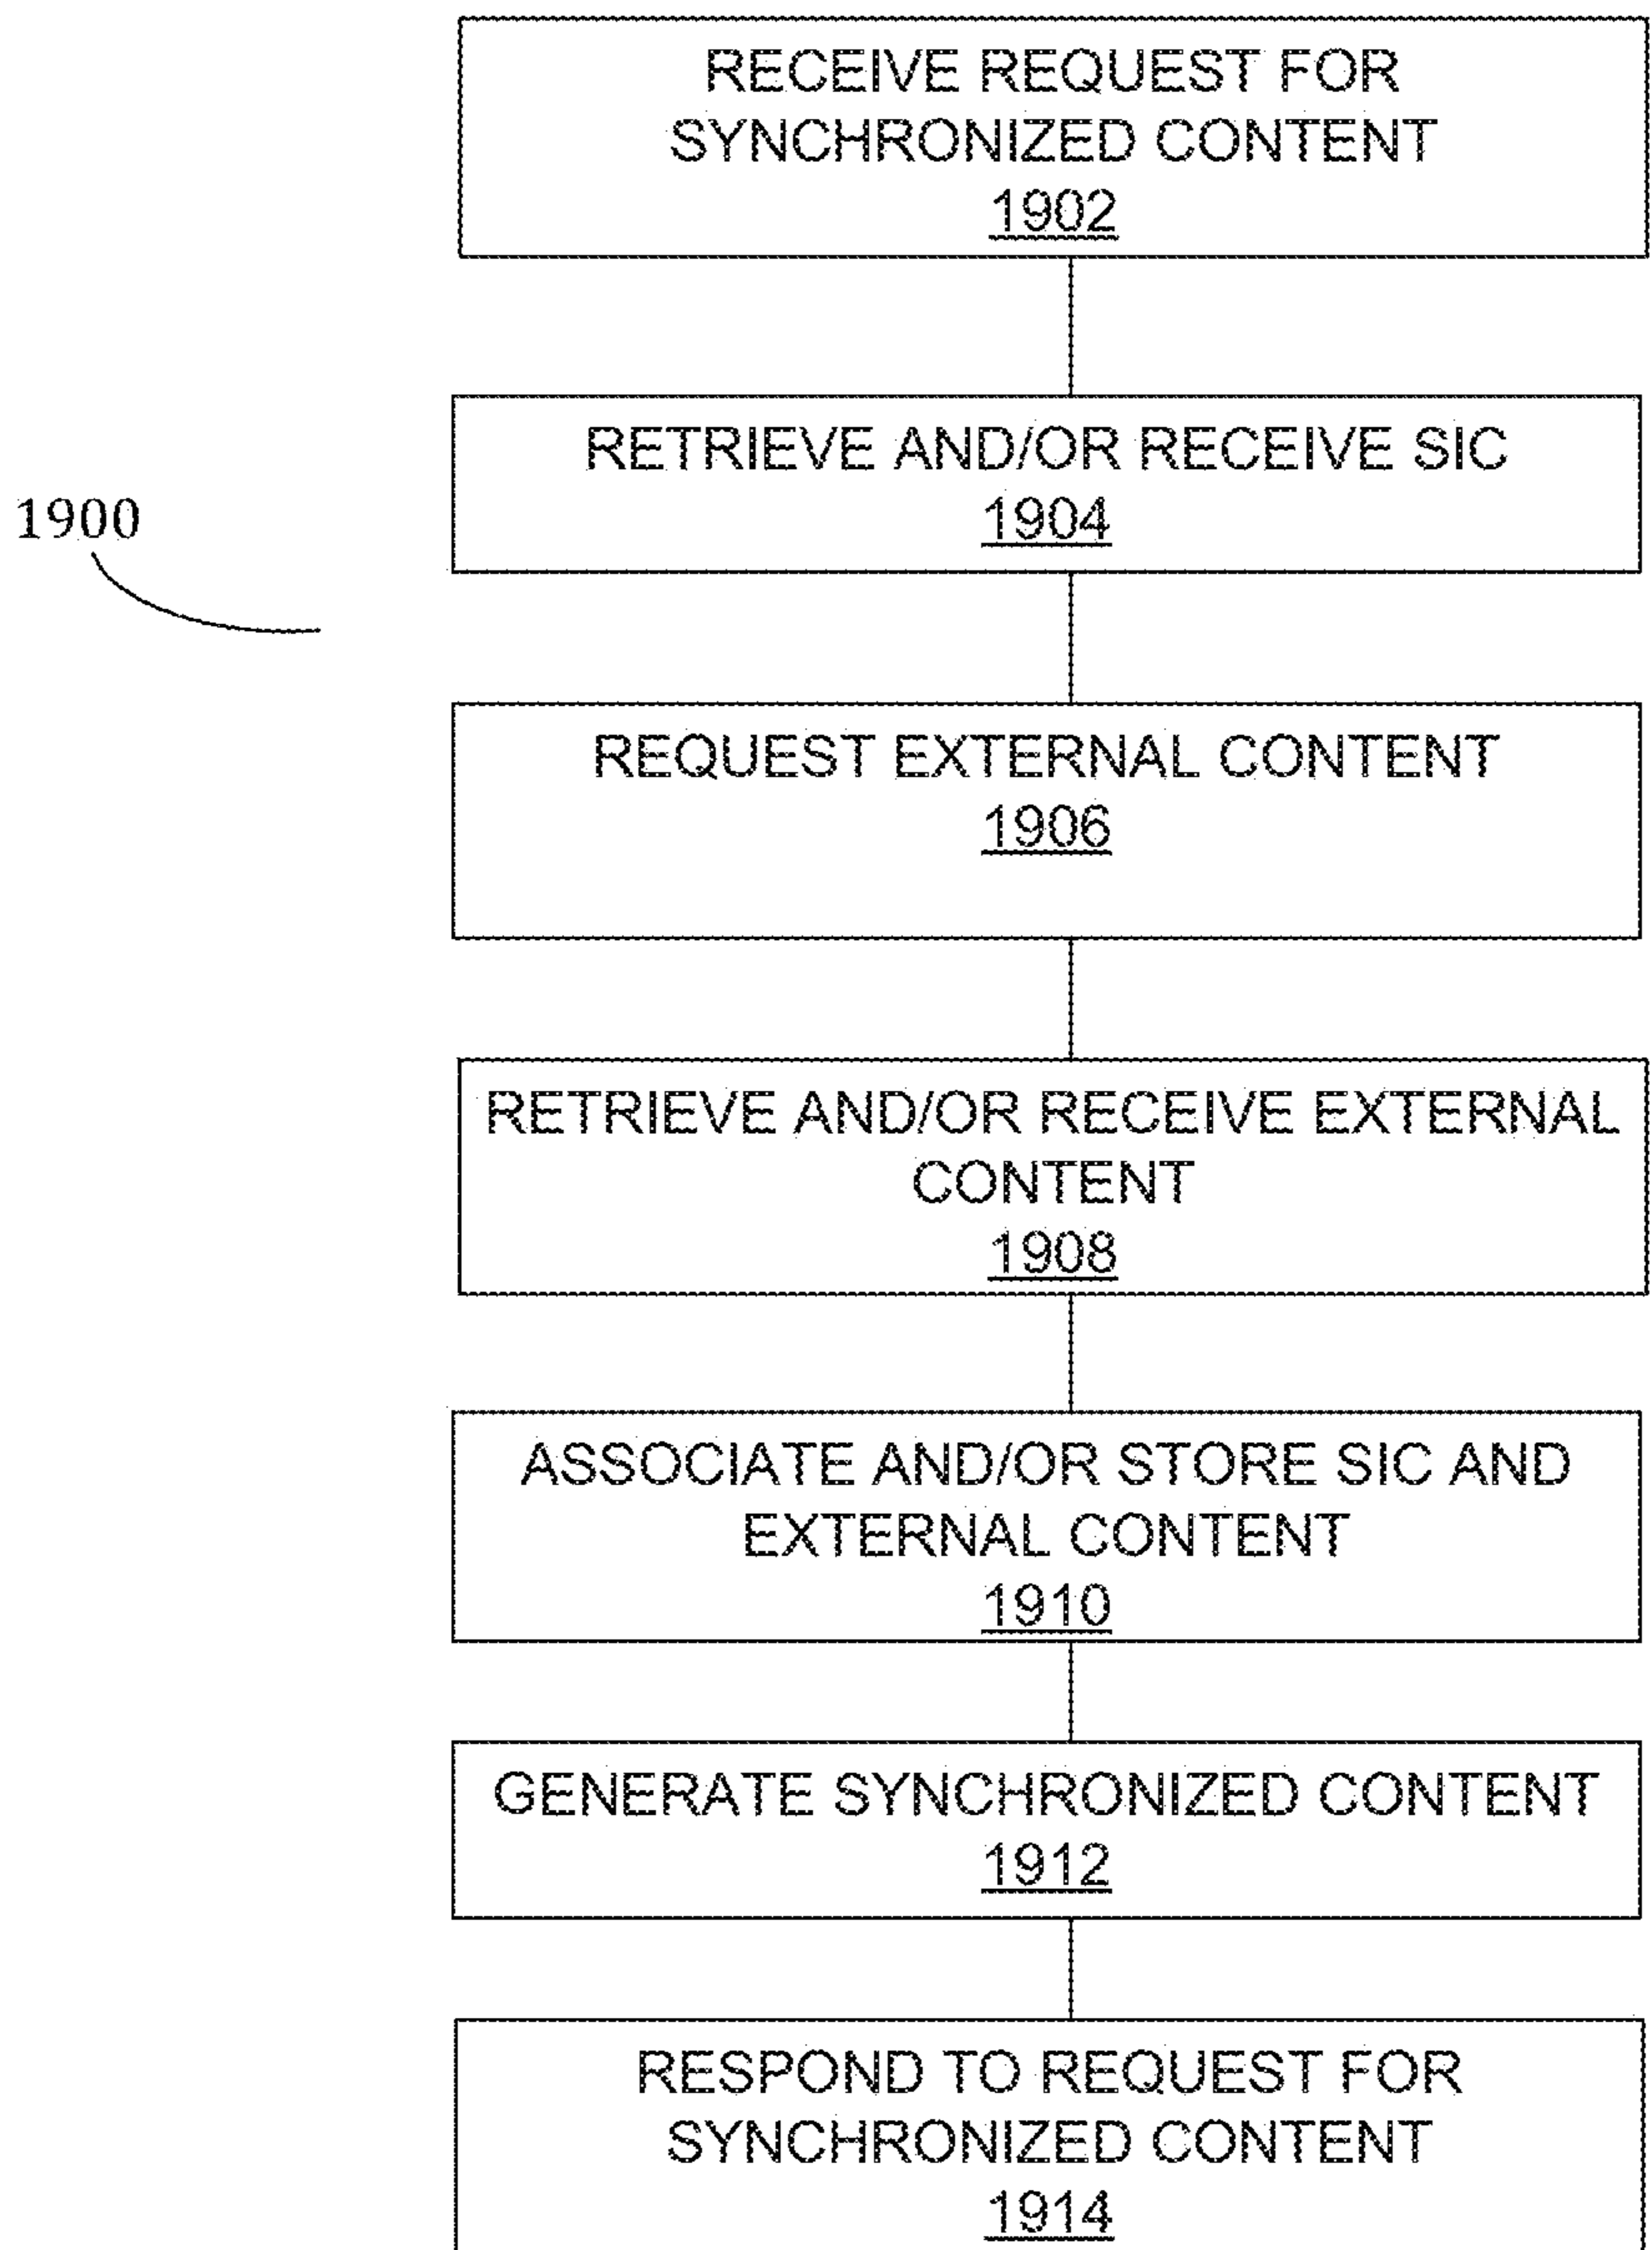 RECEIVE REQUEST FOR
SYNCHRONIZED CONTENT
1902
RETRIEVE AND/OR RECEIVE SIC
1904
1900
REQUEST EXTERNAL CONTENT
1906
RETRIEVE AND/OR RECEIVE EXTERNAL
CONTENT
1908
ASSOCIATE AND/OR STORE SIC AND
EXTERNAL CONTENT
1910
GENERATE SYNCHRONIZED CONTENT
1912
RESPOND TO REQUEST FOR
SYNCHRONIZED CONTENT
1914